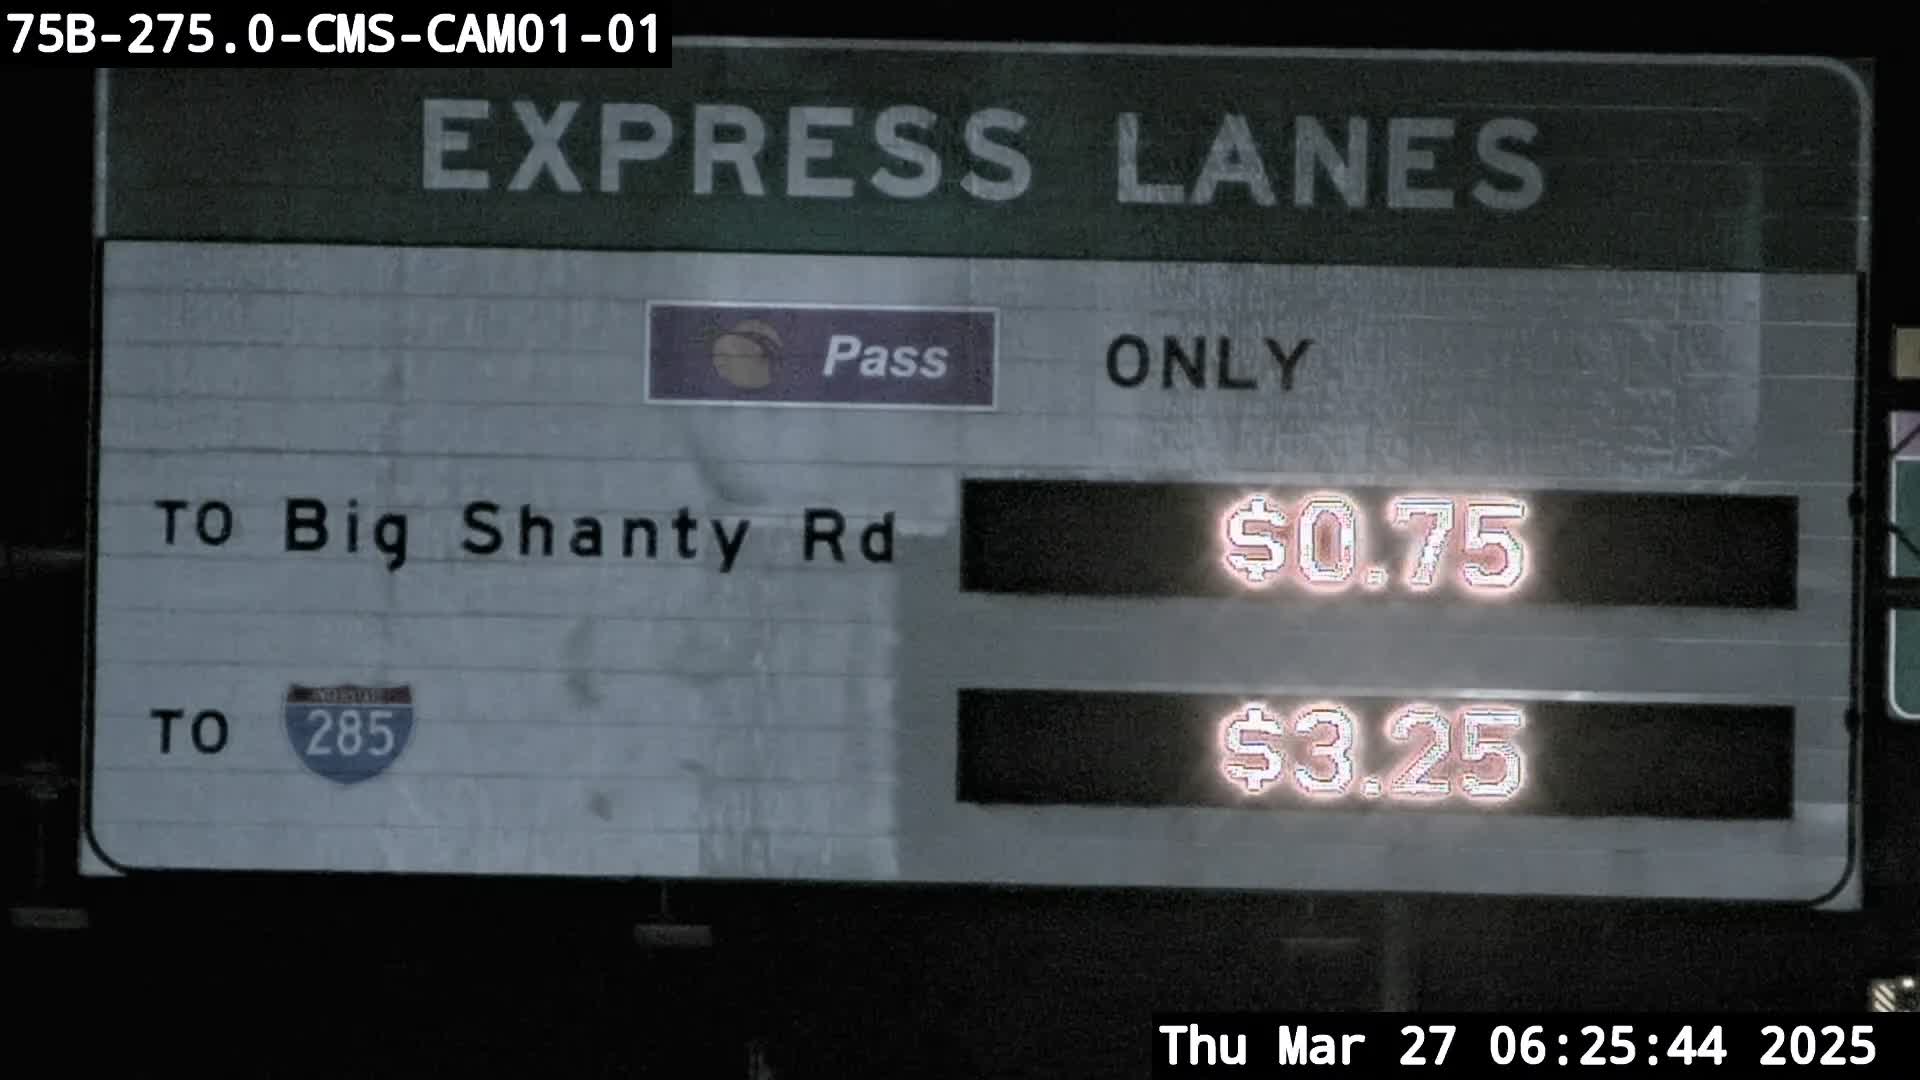 75B-275.0-CMS-CAM01-01
EXPRESS LANES
Pass ONLY
TO Big Shanty Rd $0.75
INTERSTATE
TO 285 $3.25
Thu Mar 27 06:25:44 2025